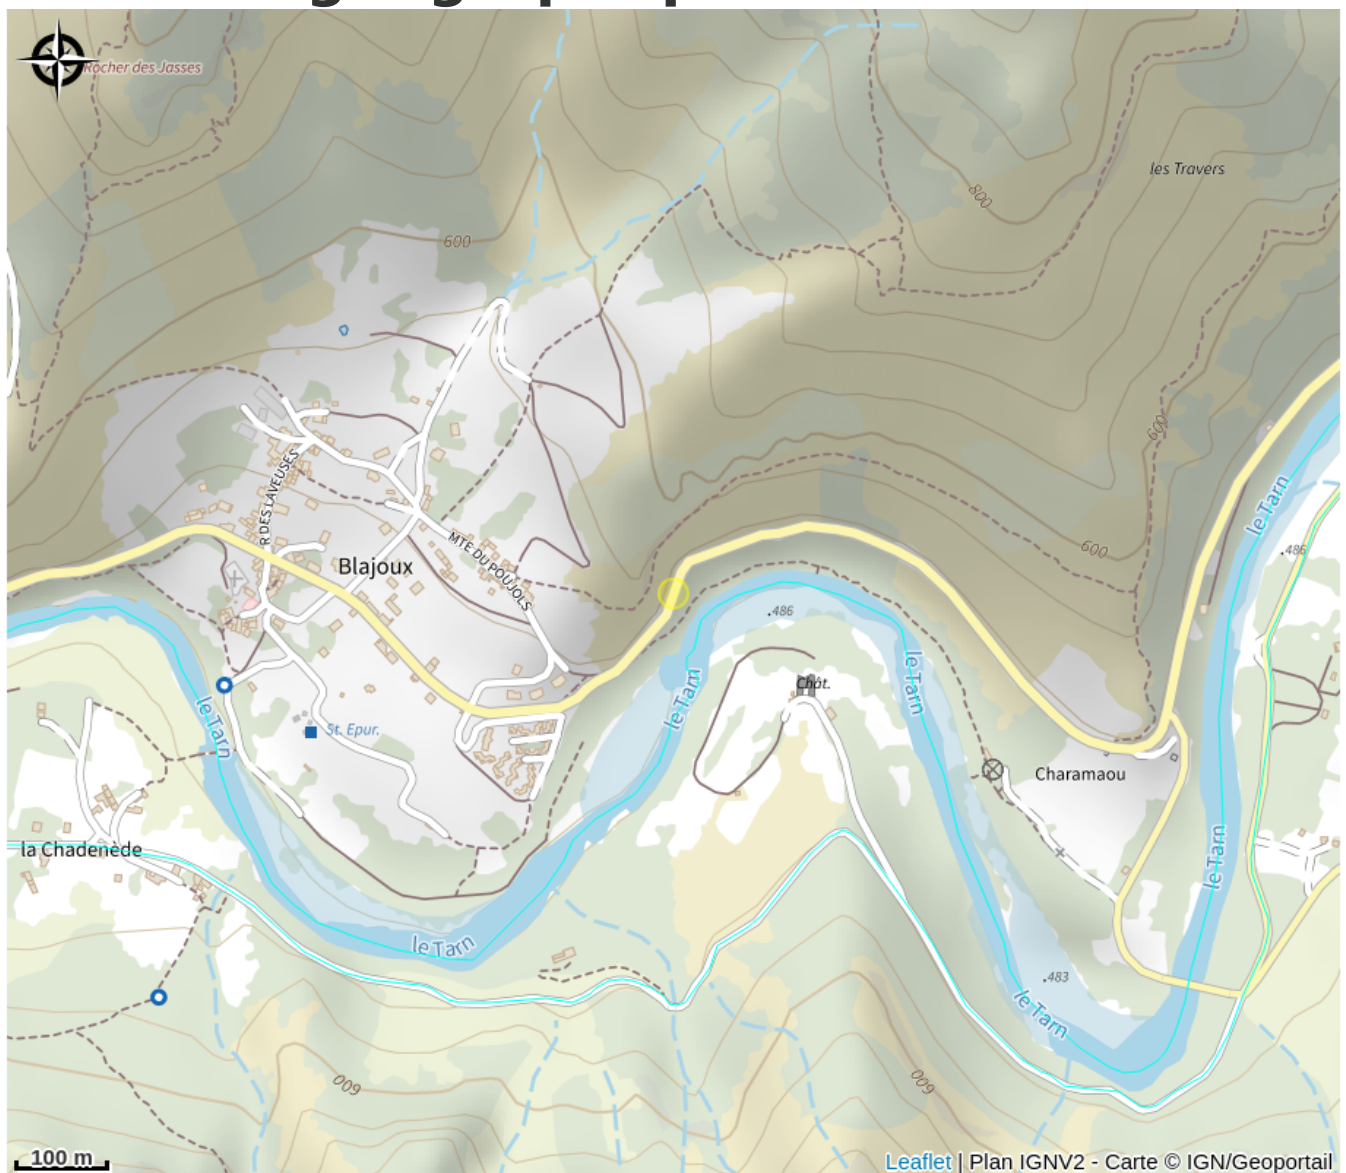 Rocher des Jasses
les Travers
800
600
600
R DES LAVEUSES
MTE DU POUJOLS
Blajoux
le Tarn
.486
600
.486
le Tarn
le Tarn
Chât.
le Tarn
St. Epur.
Charamaou
la Chadenède
le Tarn
le Tarn
.483
le Tarn
600
600
100 m
Leaflet | Plan IGNV2 - Carte © IGN/Geoportail